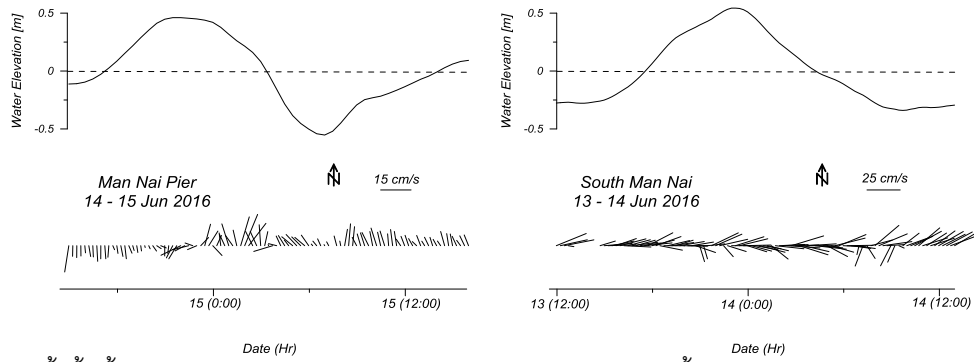 Water Elevation [m]
0.5
0
-0.5
Man Nai Pier
14 - 15 Jun 2016
N
15 cm/s
15 (0:00)
15 (12:00)
Date (Hr)
Water Elevation [m]
0.5
0
-0.5
South Man Nai
13 - 14 Jun 2016
N
25 cm/s
13 (12:00)
14 (0:00)
14 (12:00)
Date (Hr)